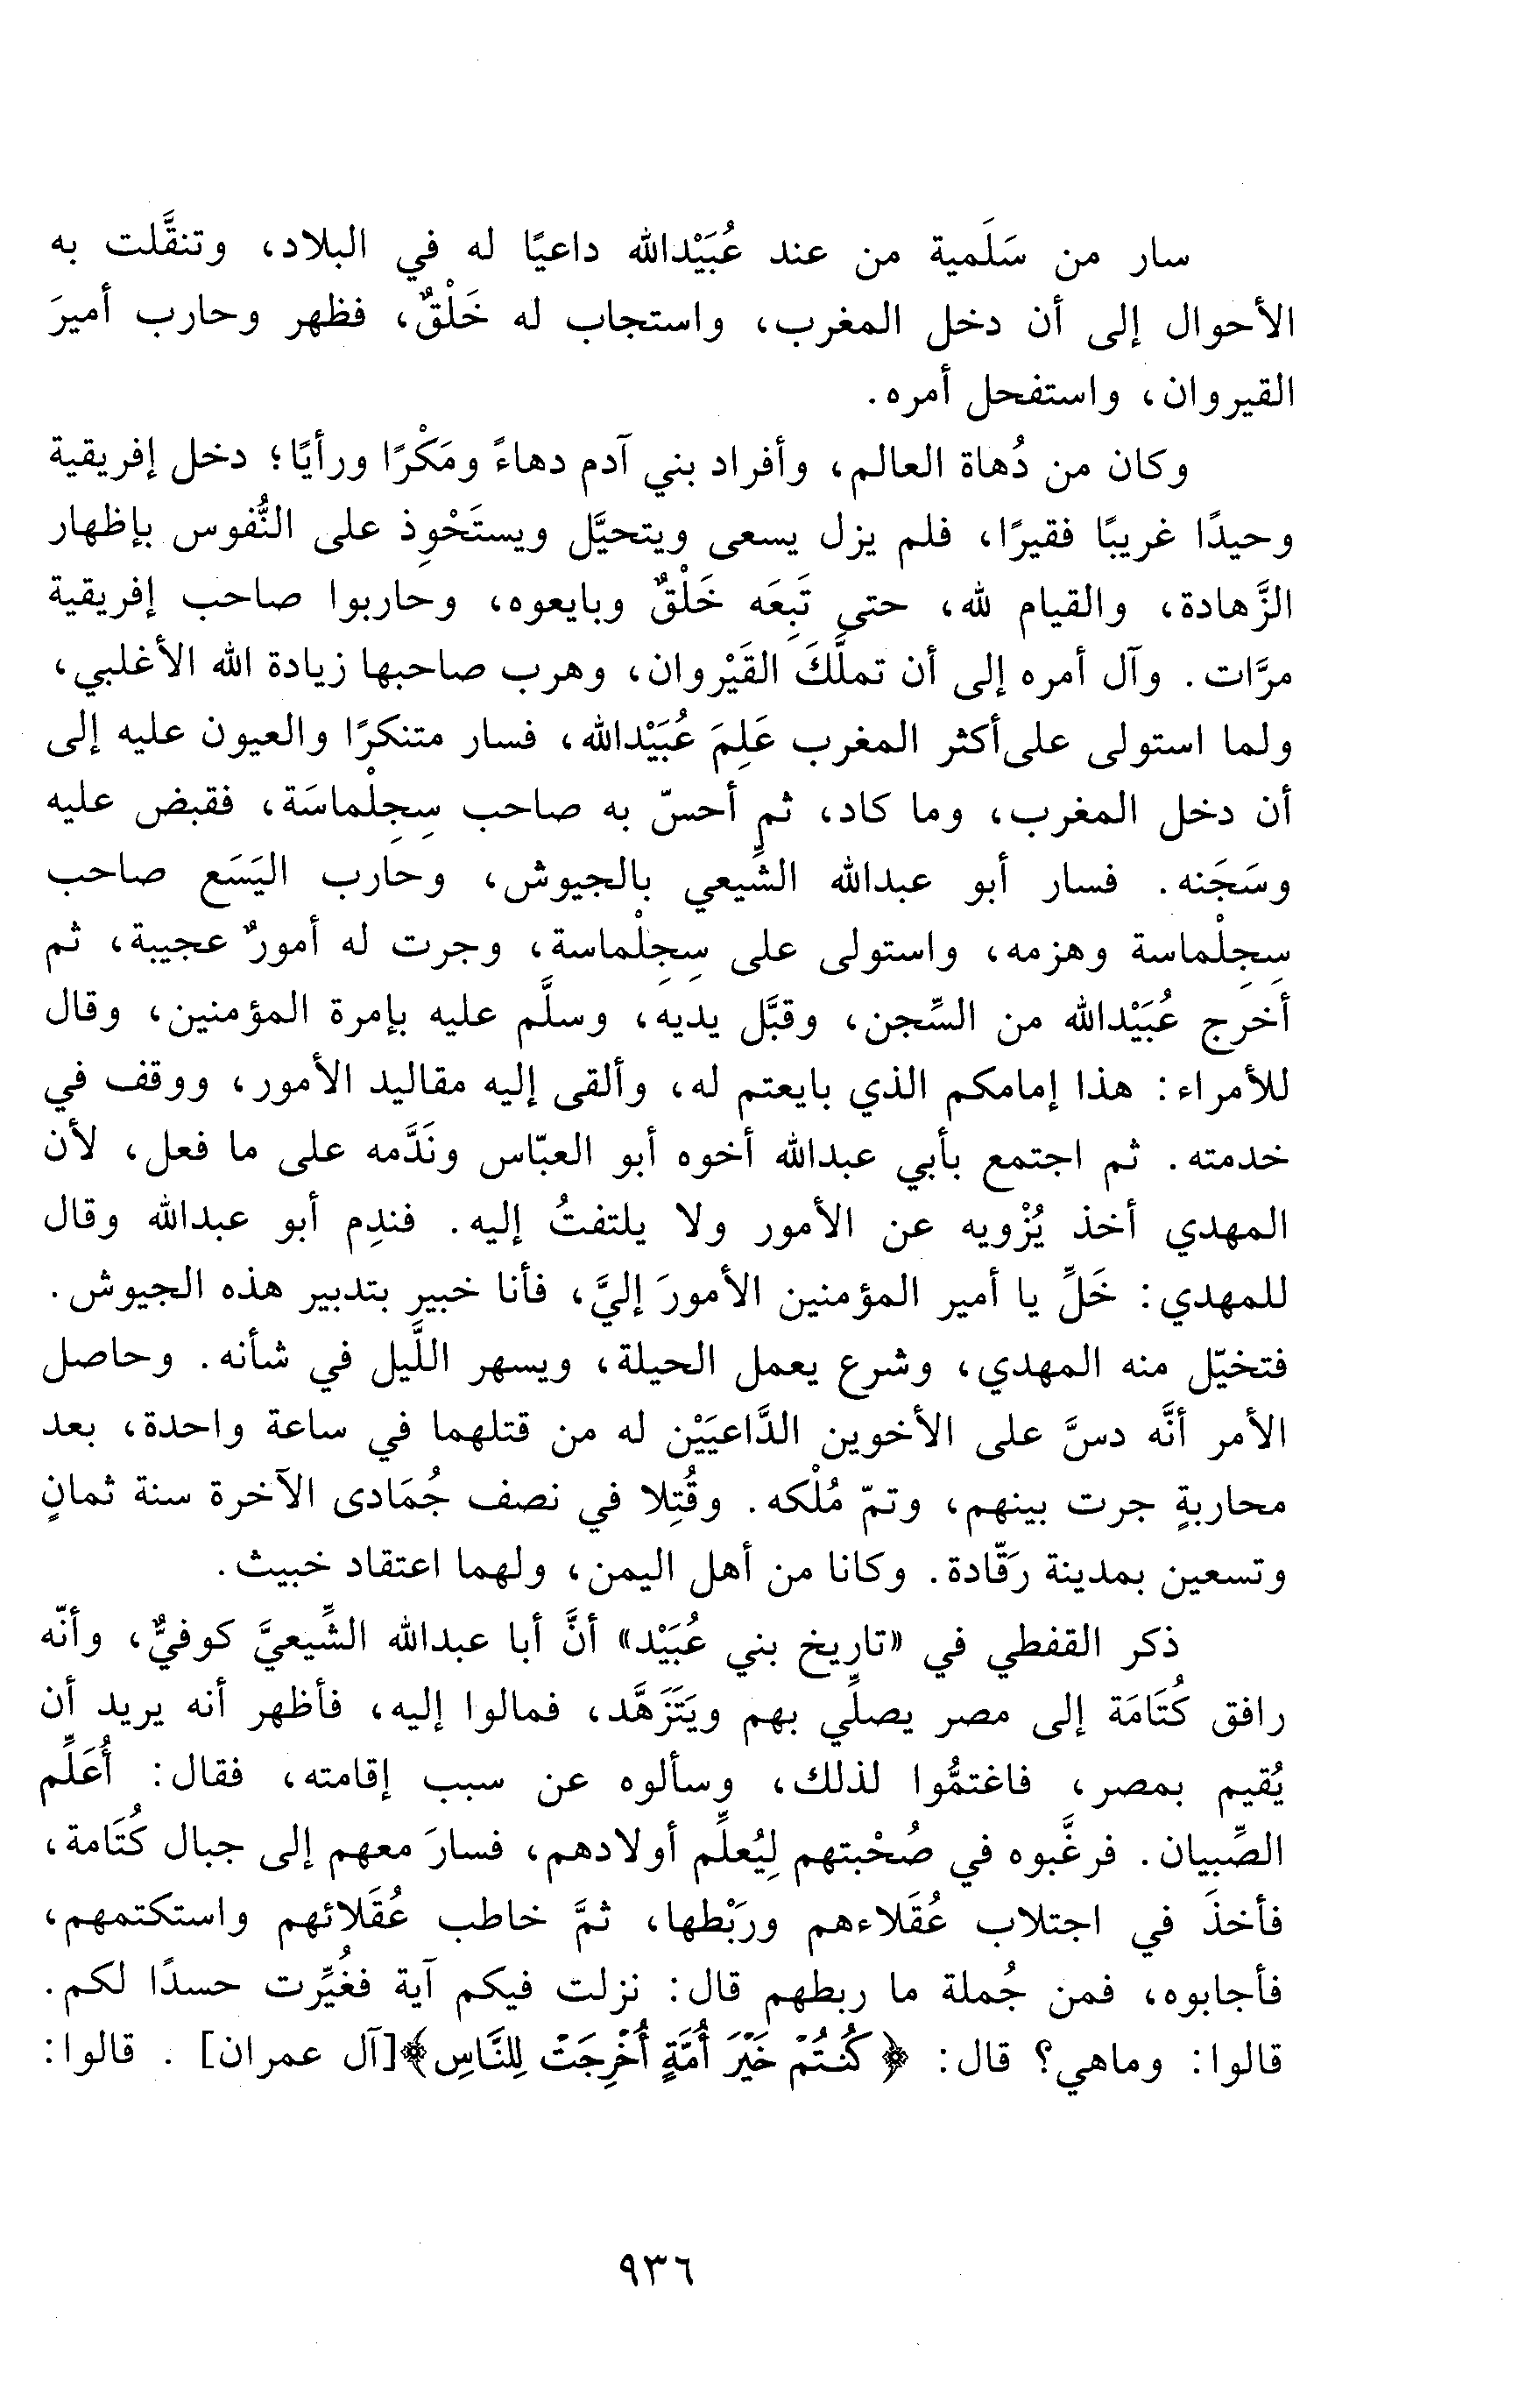 سار من سَلَمية من عند عُبَيْدالله داعيًا له في البلاد، وتنقَّلت به
الأحوال إلى أن دخل المغرب، واستجاب له خَلْقٌ، فظهر وحارب أميرَ
القيروان، واستفحل أمره.
وكان من دُهاة العالم، وأفراد بني آدم دهاءً ومَكْرًا ورأيًا؛ دخل إفريقية
وحيدًا غريبًا فقيرًا، فلم يزل يسعى ويتحيَّل ويستَحْوِذ على النُّفوس بإظهار
الزَّهادة، والقيام لله، حتى تَبِعَه خَلْقٌ وبايعوه، وحاربوا صاحب إفريقية
مرَّات. وآل أمره إلى أن تملَّكَ القَيْروان، وهرب صاحبها زيادة الله الأغلبي،
ولما استولى على أكثر المغرب عَلِمَ عُبَيْدالله، فسار متنكرًا والعيون عليه إلى
أن دخل المغرب، وما كاد، ثم أحسّ به صاحب سِجِلْماسَة، فقبض عليه
وسَجَنه. فسار أبو عبدالله الشِّيعي بالجيوش، وحارب اليَسَع صاحب
سِجِلْماسة وهزمه، واستولى على سِجِلْماسة، وجرت له أمورٌ عجيبة، ثم
أخرج عُبَيْدالله من السِّجن، وقبَّل يديه، وسلَّم عليه بإمرة المؤمنين، وقال
للأمراء: هذا إمامكم الذي بايعتم له، وألقى إليه مقاليد الأمور، ووقف في
خدمته. ثم اجتمع بأبي عبدالله أخوه أبو العبّاس ونَدَّمه على ما فعل، لأن
المهدي أخذ يُزْويه عن الأمور ولا يلتفتُ إليه. فندِم أبو عبدالله وقال
للمهدي: خَلِّ يا أمير المؤمنين الأمورَ إليَّ، فأنا خبير بتدبير هذه الجيوش.
فتخيّل منه المهدي، وشرع يعمل الحيلة، ويسهر اللَّيل في شأنه. وحاصل
الأمر أنَّه دسَّ على الأخوين الدَّاعيَيْن له من قتلهما في ساعة واحدة، بعد
محاربةٍ جرت بينهم، وتمّ مُلْكه. وقُتِلا في نصف جُمَادى الآخرة سنة ثمانٍ
وتسعين بمدينة رَقّادة. وكانا من أهل اليمن، ولهما اعتقاد خبيث.
ذكر القفطي في «تاريخ بني عُبَيْد» أنَّ أبا عبدالله الشِّيعيَّ كوفيٌّ، وأنّه
رافق كُتَامَة إلى مصر يصلِّي بهم ويَتَزَهَّد، فمالوا إليه، فأظهر أنه يريد أن
يُقيم بمصر، فاغتمُّوا لذلك، وسألوه عن سبب إقامته، فقال: أُعَلِّم
الصِّبيان. فرغَّبوه في صُحْبتهم لِيُعلِّم أولادهم، فسارَ معهم إلى جبال كُتَامة،
فأخذَ في اجتلاب عُقَلاءهم ورَبْطها، ثمَّ خاطب عُقَلائهم واستكتمهم،
فأجابوه، فمن جُملة ما ربطهم قال: نزلت فيكم آية فغُيِّرت حسدًا لكم.
قالوا: وماهي؟ قال: ﴿كُنتُمْ خَيْرَ أُمَّةٍ أُخْرِجَتْ لِلنَّاسِ﴾[آل عمران]. قالوا:
٩٣٦